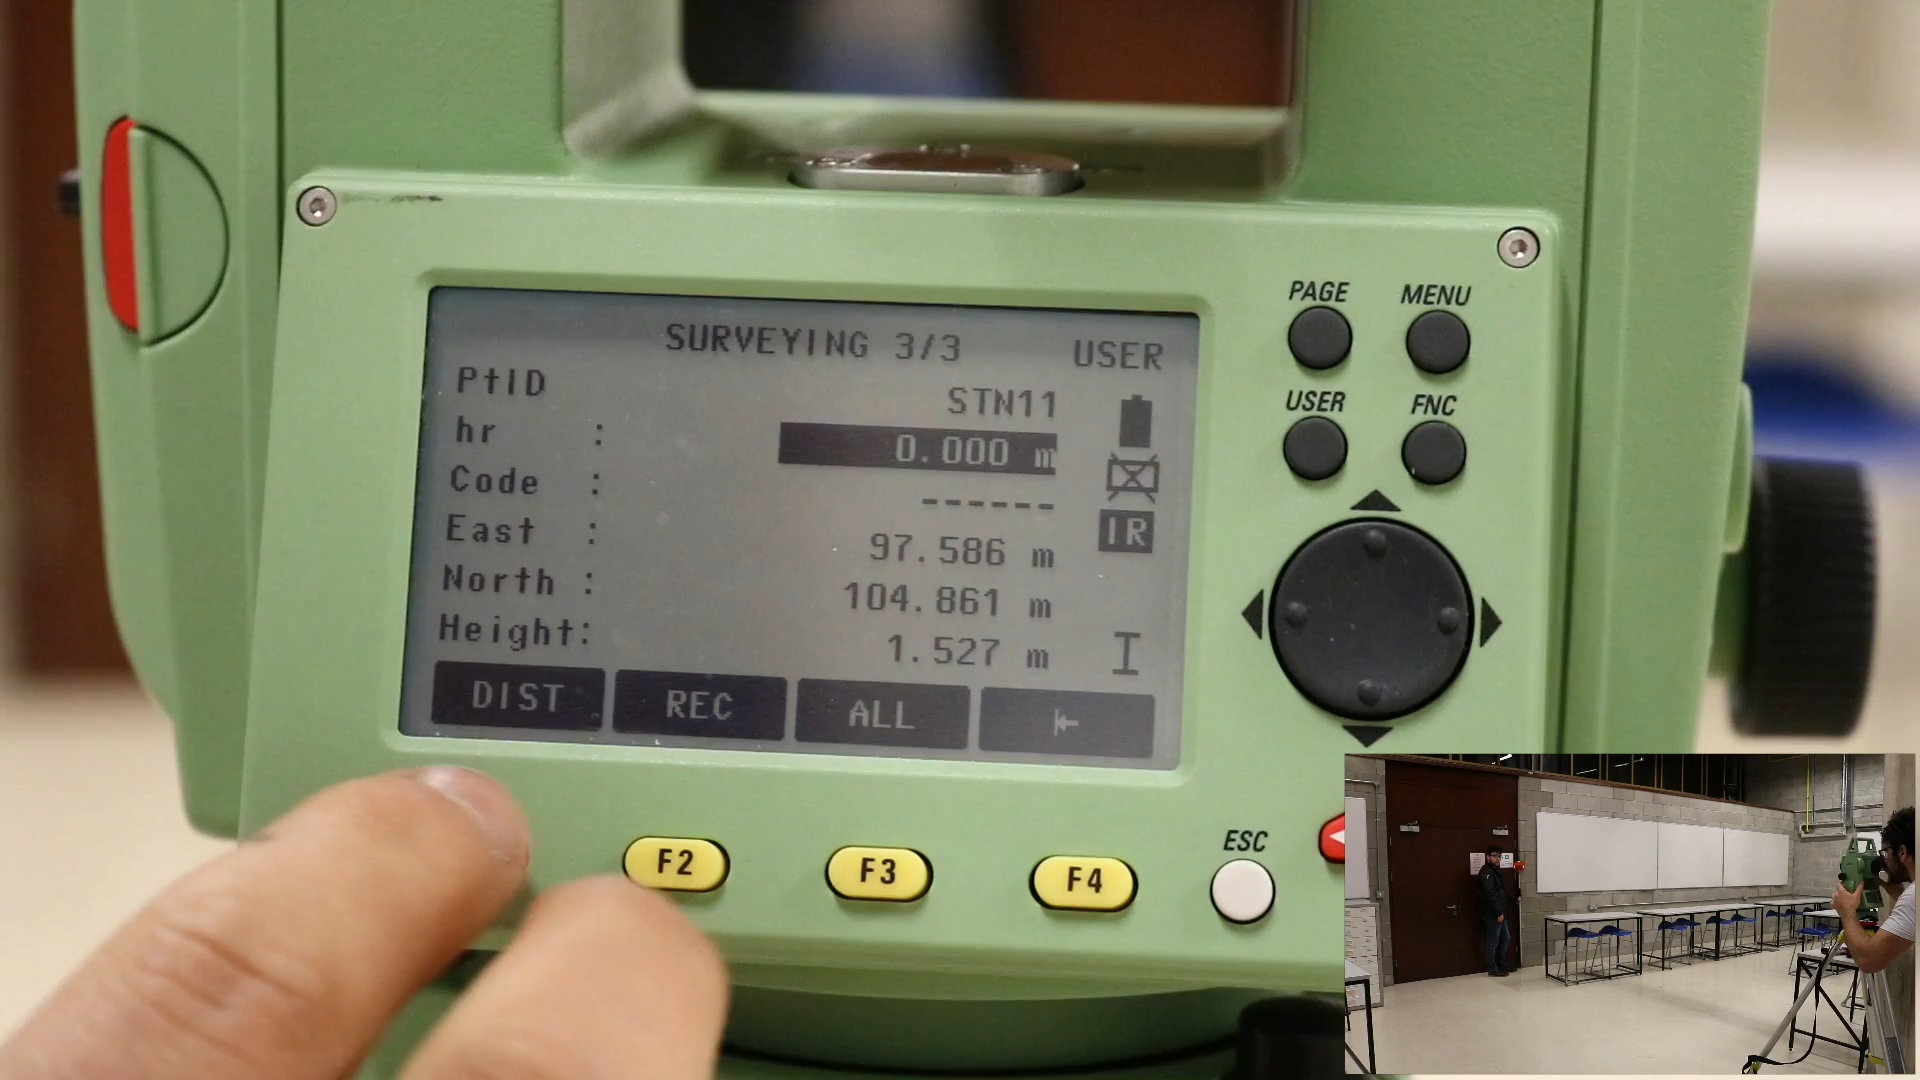 SURVEYING 3/3 USER
PtID STN11
hr : 0.000 m
Code : ------
East : 97.586 m
North : 104.861 m
Height: 1.527 m
IR
I
DIST REC ALL
PAGE MENU
USER FNC
F2 F3 F4
ESC